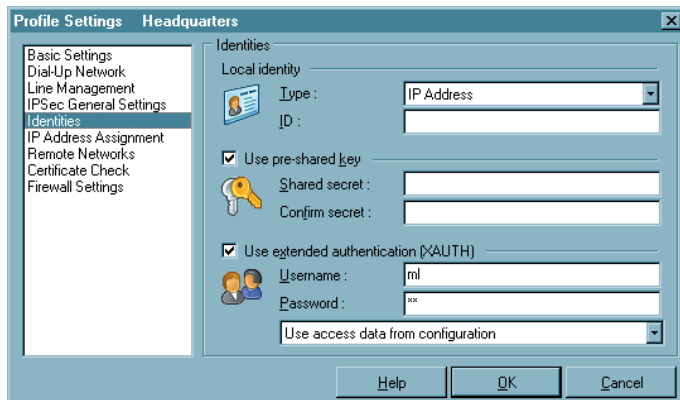 Profile Settings Headquarters
Basic Settings
Dial-Up Network
Line Management
IPSec General Settings
Identities
IP Address Assignment
Remote Networks
Certificate Check
Firewall Settings
Identities
Local identity
Type : IP Address
ID :
Use pre-shared key
Shared secret :
Confirm secret :
Use extended authentication (XAUTH)
Username : ml
Password : **
Use access data from configuration
Help OK Cancel